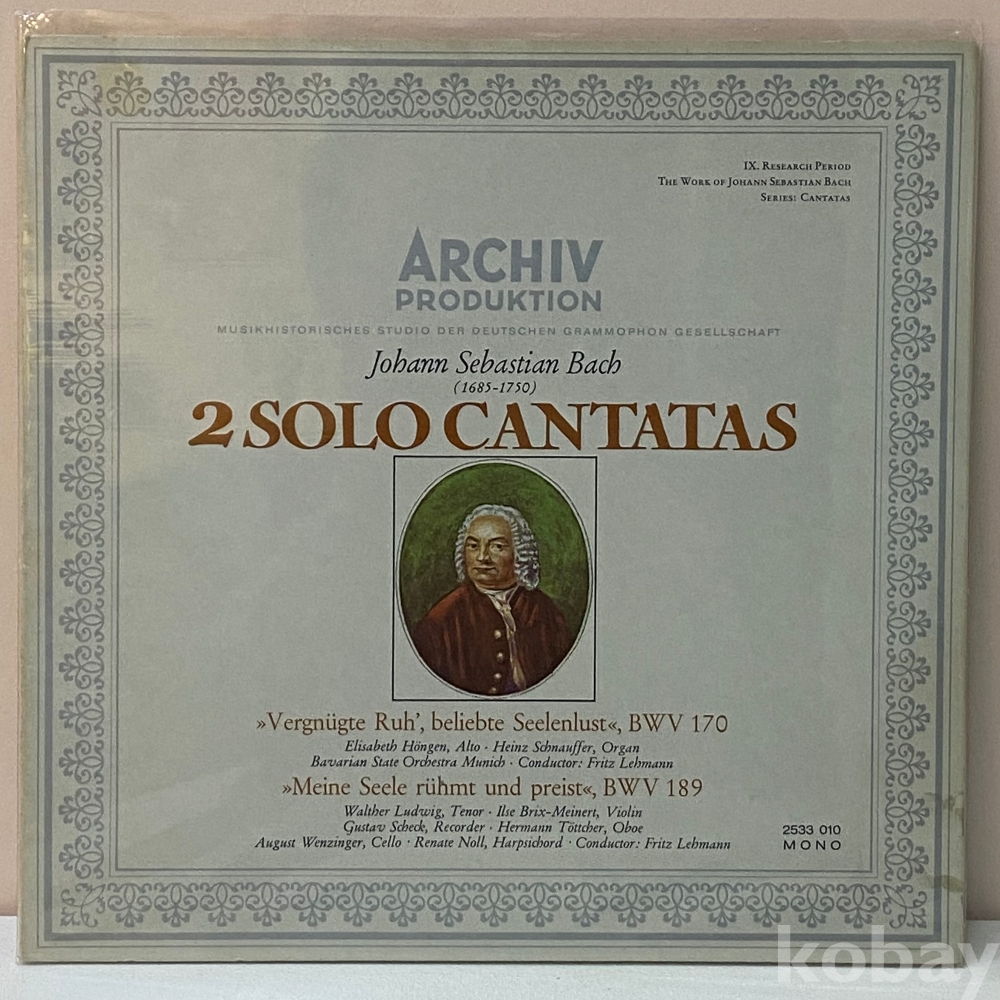 IX. Research Period
The Work of Johann Sebastian Bach
Series: Cantatas
ARCHIV
PRODUKTION
MUSIKHISTORISCHES STUDIO DER DEUTSCHEN GRAMMOPHON GESELLSCHAFT
Johann Sebastian Bach
(1685-1750)
2 SOLO CANTATAS
»Vergnügte Ruh’, beliebte Seelenlust«, BWV 170
Elisabeth Höngen, Alto · Heinz Schnauffer, Organ
Bavarian State Orchestra Munich · Conductor: Fritz Lehmann
»Meine Seele rühmt und preist«, BWV 189
Walther Ludwig, Tenor · Ilse Brix-Meinert, Violin
Gustav Scheck, Recorder · Hermann Töttcher, Oboe
August Wenzinger, Cello · Renate Noll, Harpsichord · Conductor: Fritz Lehmann
2533 010
MONO
kobay